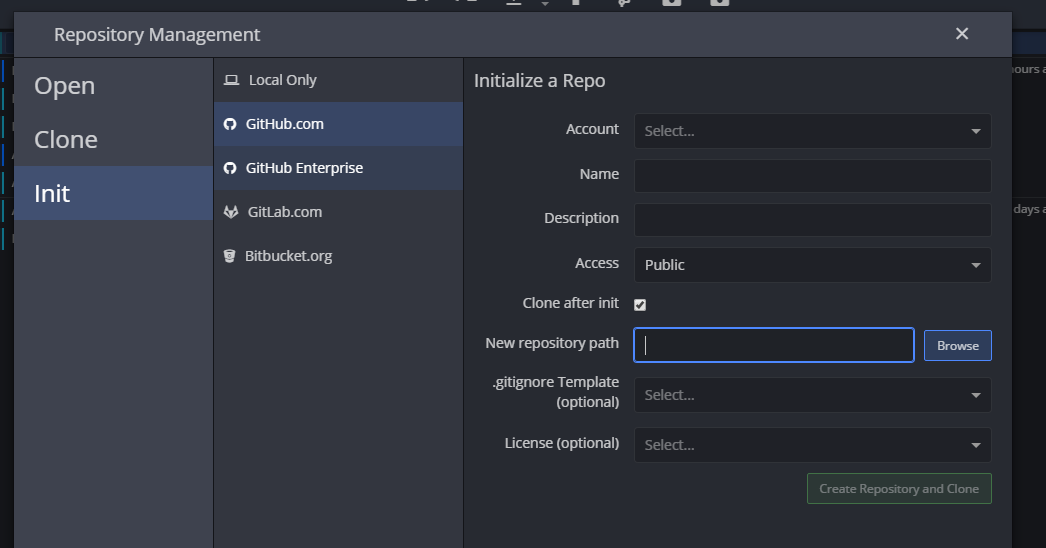 Repository Management
Open
Clone
Init
Local Only
GitHub.com
GitHub Enterprise
GitLab.com
Bitbucket.org
Initialize a Repo
Account Select...
Name
Description
Access Public
Clone after init
New repository path Browse
.gitignore Template
(optional) Select...
License (optional) Select...
Create Repository and Clone
days a